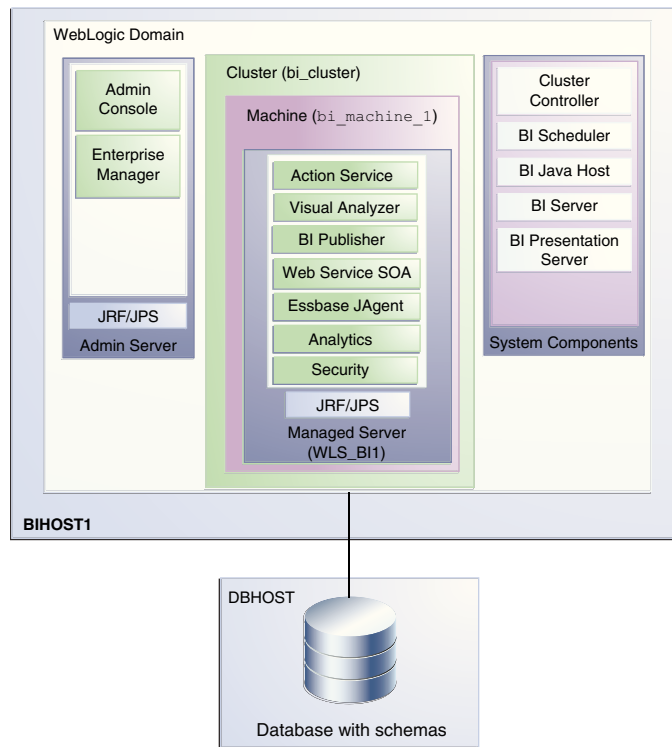 WebLogic Domain
Admin
Console
Enterprise
Manager
JRF/JPS
Admin Server
Cluster (bi_cluster)
Machine (bi_machine_1)
Action Service
Visual Analyzer
BI Publisher
Web Service SOA
Essbase JAgent
Analytics
Security
JRF/JPS
Managed Server
(WLS_BI1)
Cluster
Controller
BI Scheduler
BI Java Host
BI Server
BI Presentation
Server
System Components
BIHOST1
DBHOST
Database with schemas